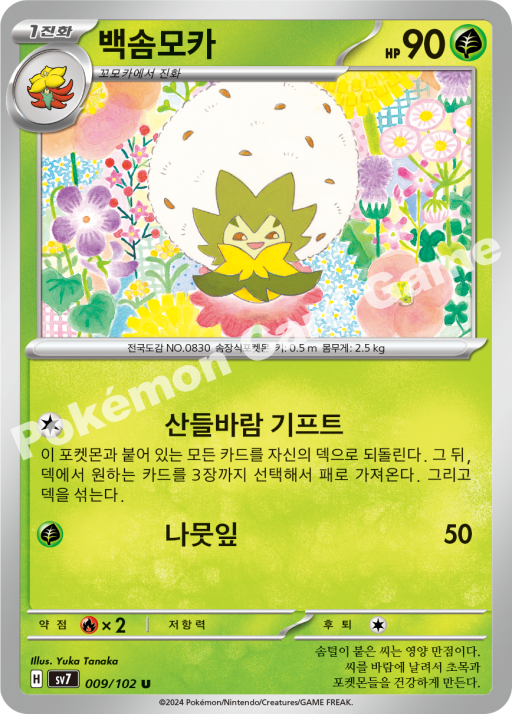 1진화
백솜모카
HP 90
꼬모카에서 진화
전국도감 NO.0830 솜장식포켓몬 키: 0.5 m 몸무게: 2.5 kg
산들바람 기프트
이 포켓몬과 붙어 있는 모든 카드를 자신의 덱으로 되돌린다. 그 뒤,
덱에서 원하는 카드를 3장까지 선택해서 패로 가져온다. 그리고
덱을 섞는다.
나뭇잎 50
약점 ×2 저항력 후퇴
Illus. Yuka Tanaka
H sv7 009/102 U
솜털이 붙은 씨는 영양 만점이다.
씨를 바람에 날려서 초목과
포켓몬들을 건강하게 만든다.
©2024 Pokémon/Nintendo/Creatures/GAME FREAK.
Pokémon Card Game